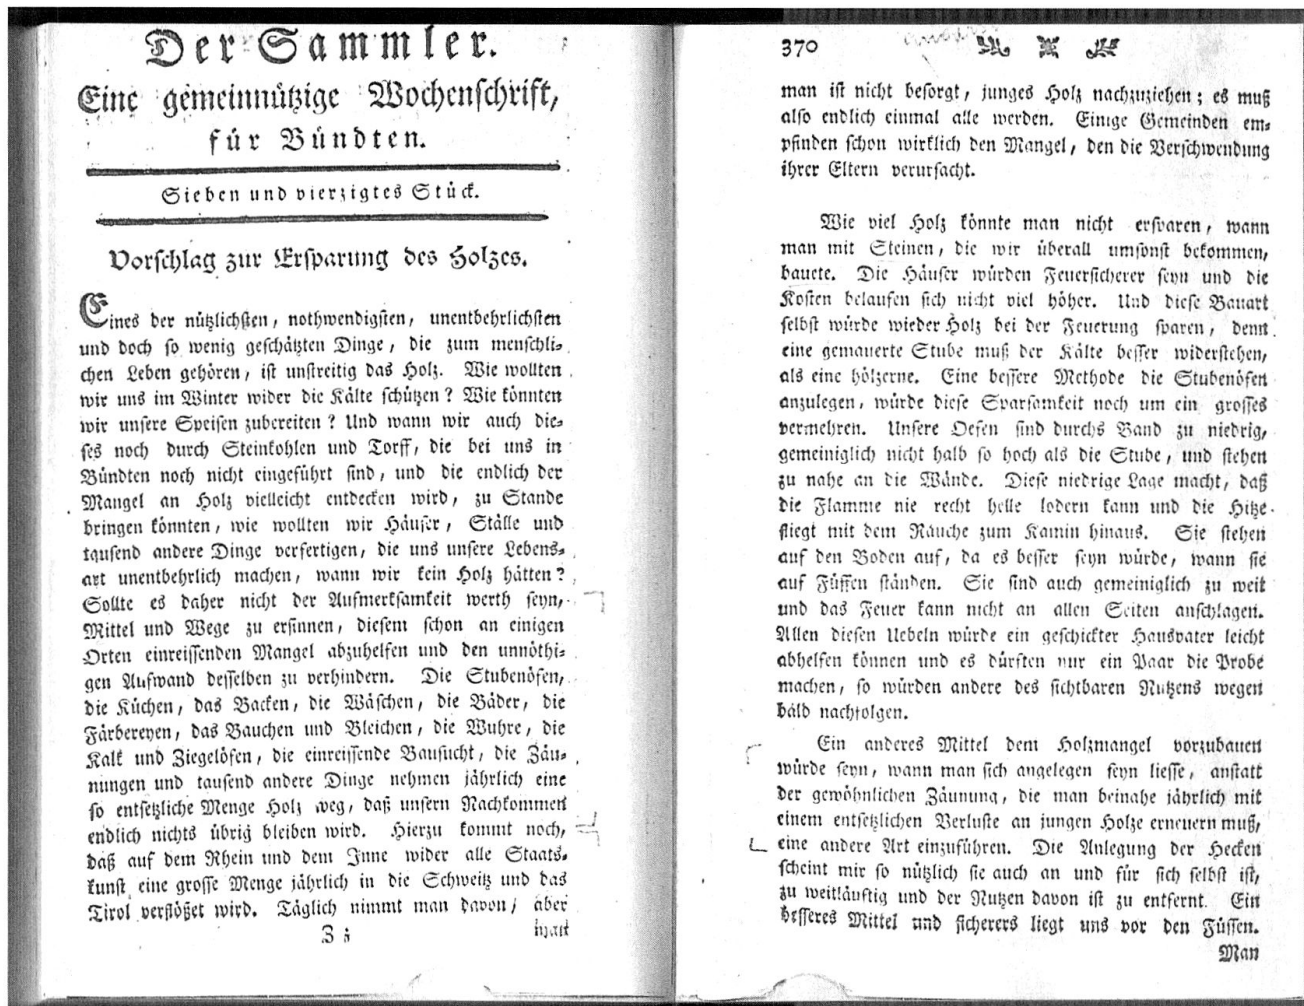 Der Sammler.
Eine gemeinnützige Wochenschrift,
für Bündten.
Sieben und vierzigtes Stück.
Vorschlag zur Ersparung des Holzes.
Eines der nützlichsten, nothwendigsten, unentbehrlichsten
und doch so wenig geschätzten Dinge, die zum menschli-
chen Leben gehören, ist unstreitig das Holz. Wie wollten
wir uns im Winter wider die Kälte schützen? Wie könnten
wir unsere Speisen zubereiten? Und wann wir auch die-
ses noch durch Steinkohlen und Torff, die bei uns in
Bündten noch nicht eingeführt sind, und die endlich der
Mangel an Holz vielleicht entdecken wird, zu Stande
bringen könnten, wie wollten wir Häuser, Ställe und
tausend andere Dinge verfertigen, die uns unsere Lebens-
art unentbehrlich machen, wann wir kein Holz hätten?
Sollte es daher nicht der Aufmerksamkeit werth seyn,
Mittel und Wege zu ersinnen, diesem schon an einigen
Orten einreissenden Mangel abzuhelfen und den unnöthi-
gen Aufwand desselben zu verhindern. Die Stubenöfen,
die Küchen, das Backen, die Wäschen, die Bäder, die
Färbereyen, das Bauchen und Bleichen, die Wuhre, die
Kalk und Ziegelöfen, die einreissende Bausucht, die Zäu-
nungen und tausend andere Dinge nehmen jährlich eine
so entsetzliche Menge Holz weg, daß unsern Nachkommen
endlich nichts übrig bleiben wird. Hierzu kommt noch,
daß auf dem Rhein und dem Inne wider alle Staats-
kunst eine grosse Menge jährlich in die Schweitz und das
Tirol verflößet wird. Täglich nimmt man davon, aber
Zz
man
370
man ist nicht besorgt, junges Holz nachzuziehen; es muß
also endlich einmal alle werden. Einige Gemeinden em-
pfinden schon wirklich den Mangel, den die Verschwendung
ihrer Eltern verursacht.
Wie viel Holz könnte man nicht ersparen, wann
man mit Steinen, die wir überall umsonst bekommen,
bauete. Die Häuser würden Feuersicherer seyn und die
Kosten belaufen sich nicht viel höher. Und diese Bauart
selbst würde wieder Holz bei der Feuerung sparen, denn
eine gemauerte Stube muß der Kälte besser widerstehen,
als eine hölzerne. Eine bessere Methode die Stubenöfen
anzulegen, würde diese Sparsamkeit noch um ein grosses
vermehren. Unsere Oefen sind durchs Band zu niedrig,
gemeiniglich nicht halb so hoch als die Stube, und stehen
zu nahe an die Wände. Diese niedrige Lage macht, daß
die Flamme nie recht helle lodern kann und die Hitze
stiegt mit dem Rauche zum Kamin hinaus. Sie stehen
auf den Boden auf, da es besser seyn würde, wann sie
auf Füssen ständen. Sie sind auch gemeiniglich zu weit
und das Feuer kann nicht an allen Seiten anschlagen.
Allen diesen Uebeln würde ein geschickter Hausvater leicht
abhelfen können und es dürften nur ein Paar die Probe
machen, so würden andere des sichtbaren Nutzens wegen
bald nachfolgen.
Ein anderes Mittel dem Holzmangel vorzubauen
würde seyn, wann man sich angelegen seyn liesse, anstatt
der gewöhnlichen Zäunung, die man beinahe jährlich mit
einem entsetzlichen Verluste an jungen Holze erneuern muß,
eine andere Art einzuführen. Die Anlegung der Hecken
scheint mir so nützlich sie auch an und für sich selbst ist,
zu weitläuftig und der Nutzen davon ist zu entfernt. Ein
besseres Mittel und sicherers liegt uns vor den Füssen.
Man